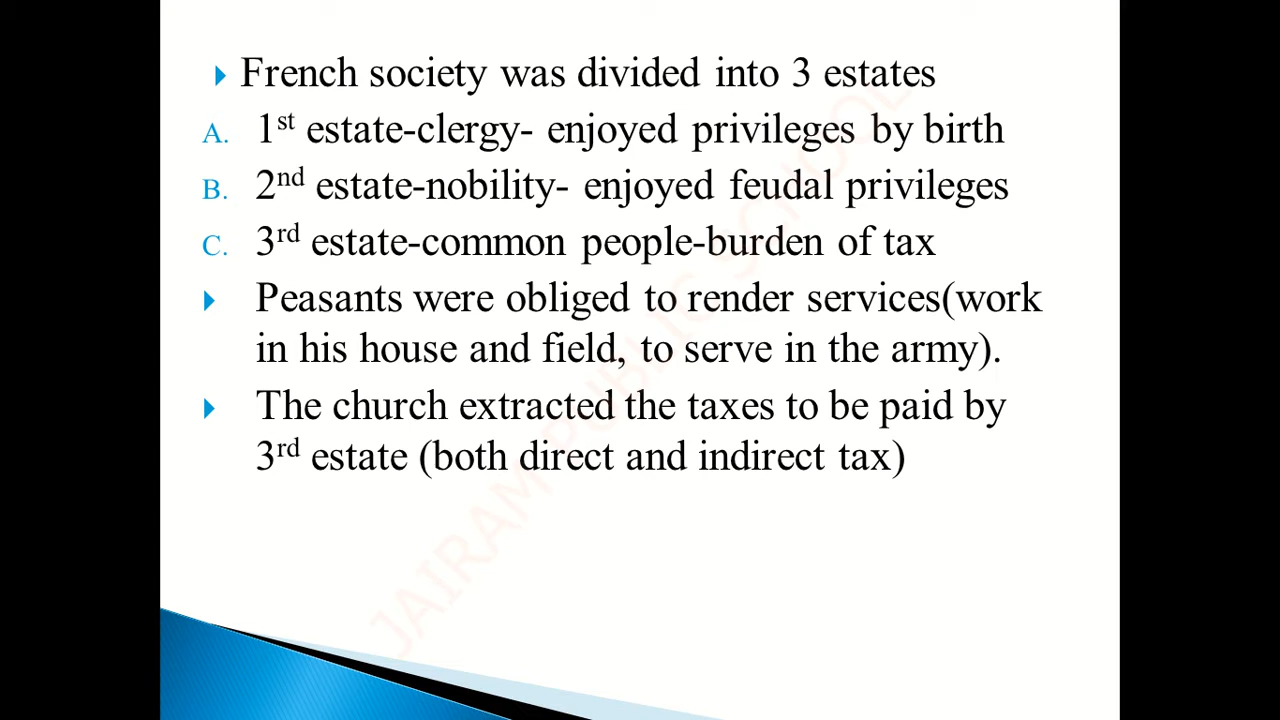 French society was divided into 3 estates
A. 1st estate-clergy- enjoyed privileges by birth
B. 2nd estate-nobility- enjoyed feudal privileges
C. 3rd estate-common people-burden of tax
Peasants were obliged to render services(work
in his house and field, to serve in the army).
The church extracted the taxes to be paid by
3rd estate (both direct and indirect tax)
JAIRAM PUBLIC SCHOOL